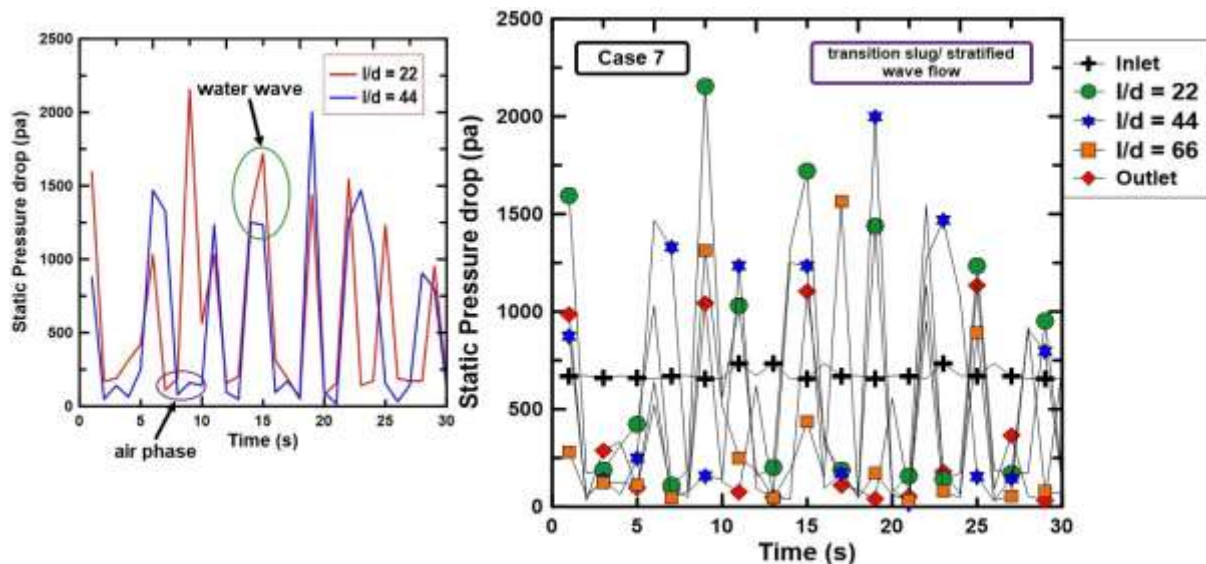 2500
2000
1500
1000
500
0
Static Pressure drop (pa)
l/d = 22
l/d = 44
water wave
air phase
0 5 10 15 20 25 30
Time (s)
2500
2000
1500
1000
500
0
Static Pressure drop (pa)
Case 7
transition slug/ stratified
wave flow
0 5 10 15 20 25 30
Time (s)
Inlet
l/d = 22
l/d = 44
l/d = 66
Outlet